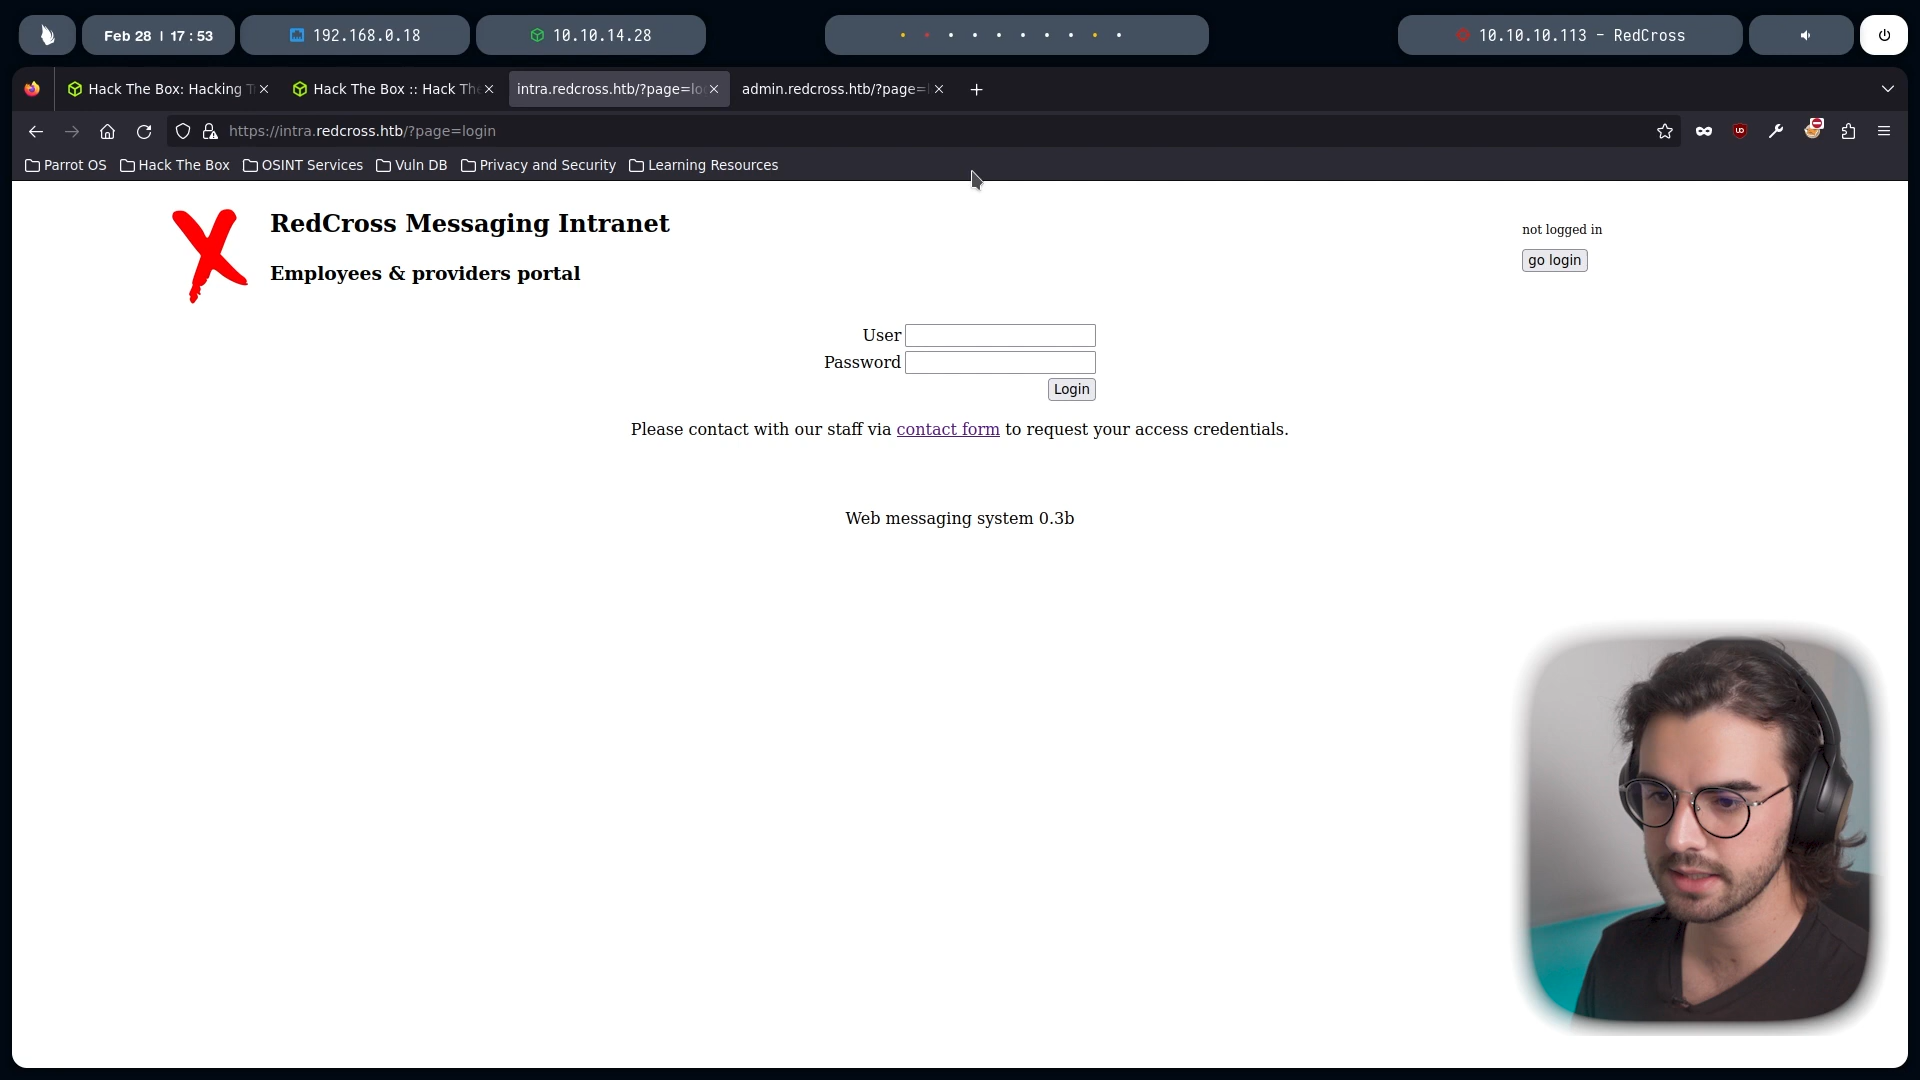 Feb 28 | 17 : 53
192.168.0.18
10.10.14.28
10.10.10.113 - RedCross
Hack The Box: Hacking T
Hack The Box :: Hack The
intra.redcross.htb/?page=lo
admin.redcross.htb/?page=
https://intra.redcross.htb/?page=login
Parrot OS
Hack The Box
OSINT Services
Vuln DB
Privacy and Security
Learning Resources
RedCross Messaging Intranet
Employees & providers portal
not logged in
go login
User
Password
Login
Please contact with our staff via contact form to request your access credentials.
Web messaging system 0.3b